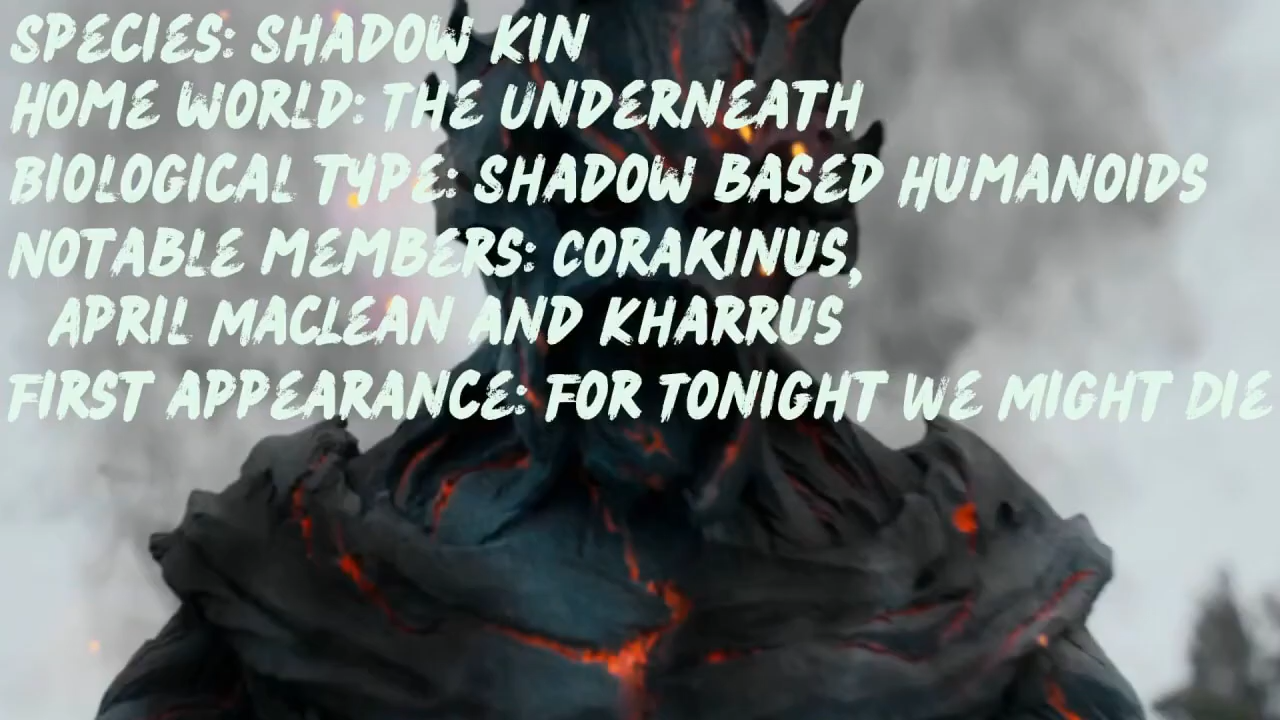 SPECIES: SHADOW KIN
HOME WORLD: THE UNDERNEATH
BIOLOGICAL TYPE: SHADOW BASED HUMANOIDS
NOTABLE MEMBERS: CORAKINUS,
APRIL MACLEAN AND KHARRUS
FIRST APPEARANCE: FOR TONIGHT WE MIGHT DIE